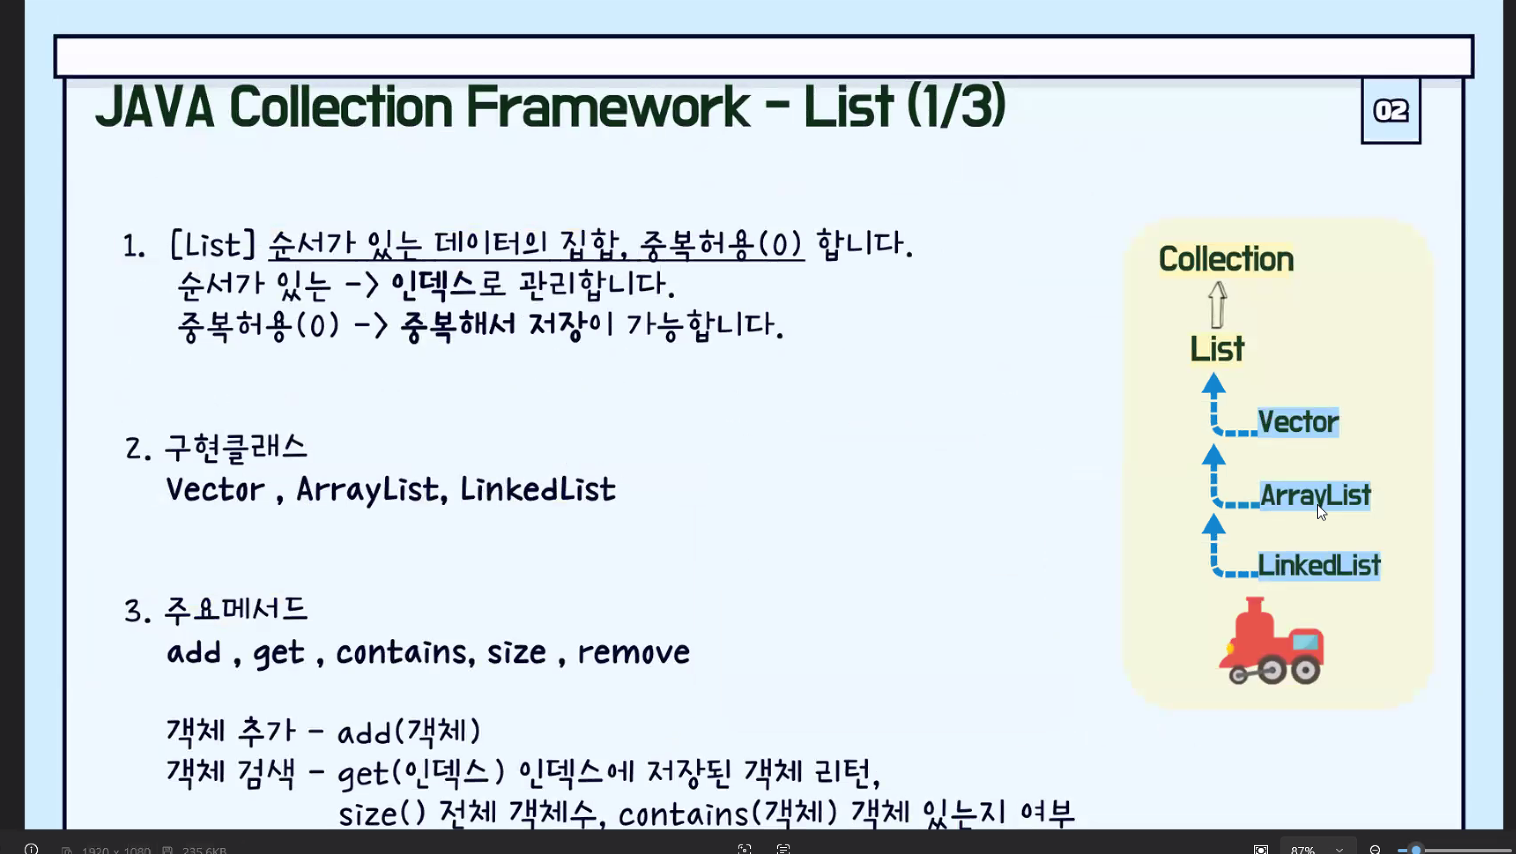 JAVA Collection Framework - List (1/3)
02
1. [List] 순서가 있는 데이터의 집합, 중복허용(O) 합니다.
순서가 있는 -> 인덱스로 관리합니다.
중복허용(O) -> 중복해서 저장이 가능합니다.
2. 구현클래스
Vector , ArrayList, LinkedList
3. 주요메서드
add , get , contains, size , remove
객체 추가 - add(객체)
객체 검색 - get(인덱스) 인덱스에 저장된 객체 리턴,
size() 전체 객체수, contains(객체) 객체 있는지 여부
Collection
List
Vector
ArrayList
LinkedList
1920 x 1080 235.6KB
87%